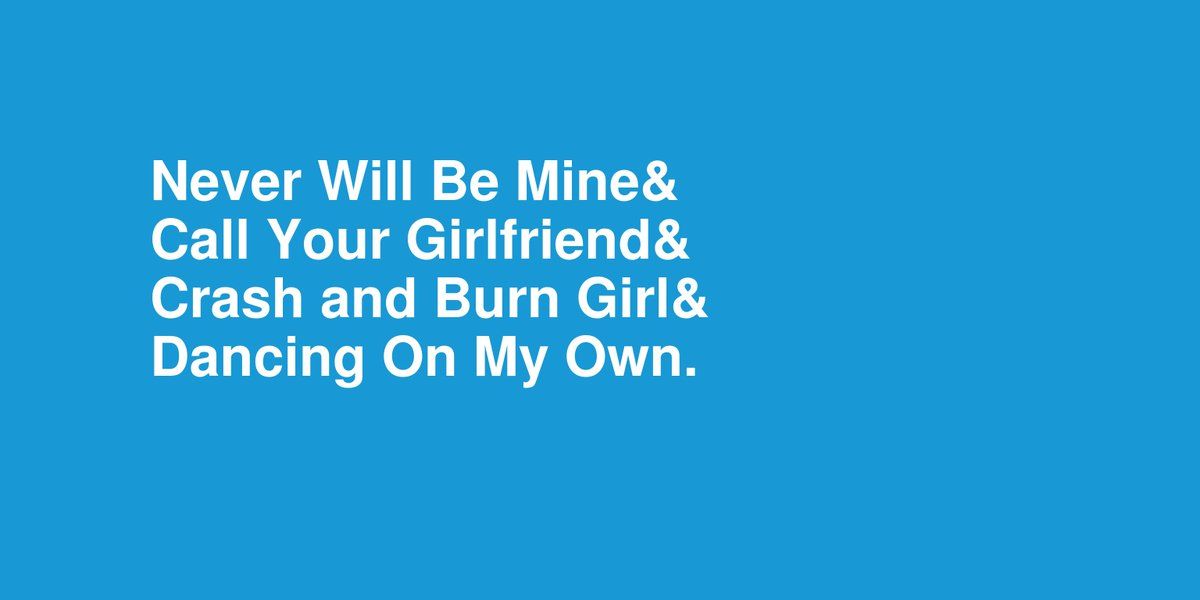 Never Will Be Mine&
Call Your Girlfriend&
Crash and Burn Girl&
Dancing On My Own.